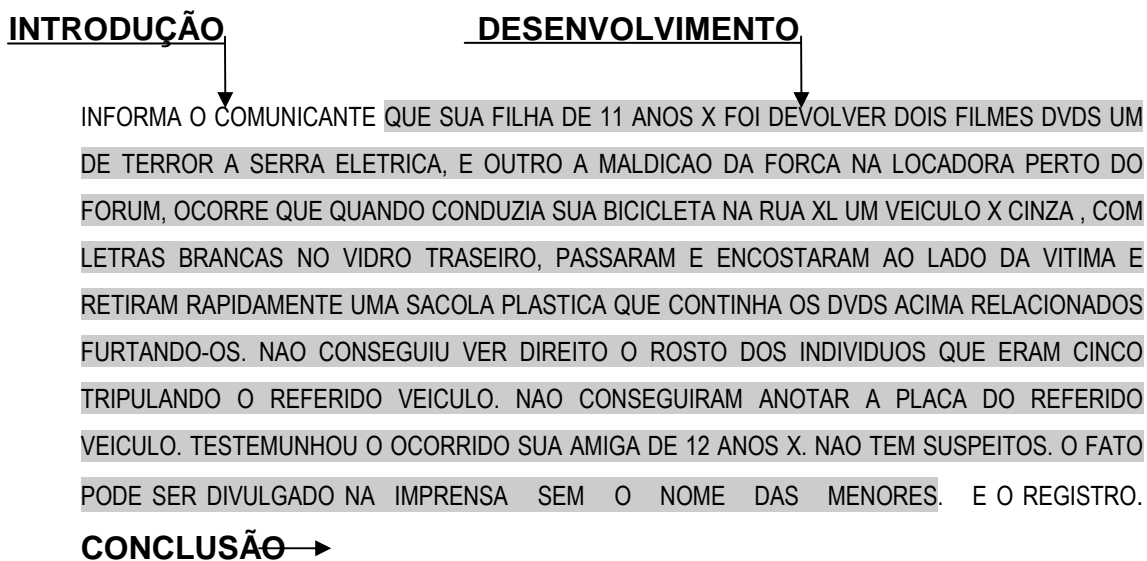 INTRODUÇÃO DESENVOLVIMENTO
INFORMA O COMUNICANTE QUE SUA FILHA DE 11 ANOS X FOI DEVOLVER DOIS FILMES DVDS UM
DE TERROR A SERRA ELETRICA, E OUTRO A MALDICAO DA FORCA NA LOCADORA PERTO DO
FORUM, OCORRE QUE QUANDO CONDUZIA SUA BICICLETA NA RUA XL UM VEICULO X CINZA , COM
LETRAS BRANCAS NO VIDRO TRASEIRO, PASSARAM E ENCOSTARAM AO LADO DA VITIMA E
RETIRAM RAPIDAMENTE UMA SACOLA PLASTICA QUE CONTINHA OS DVDS ACIMA RELACIONADOS
FURTANDO-OS. NAO CONSEGUIU VER DIREITO O ROSTO DOS INDIVIDUOS QUE ERAM CINCO
TRIPULANDO O REFERIDO VEICULO. NAO CONSEGUIRAM ANOTAR A PLACA DO REFERIDO
VEICULO. TESTEMUNHOU O OCORRIDO SUA AMIGA DE 12 ANOS X. NAO TEM SUSPEITOS. O FATO
PODE SER DIVULGADO NA IMPRENSA SEM O NOME DAS MENORES. E O REGISTRO.
CONCLUSÃO